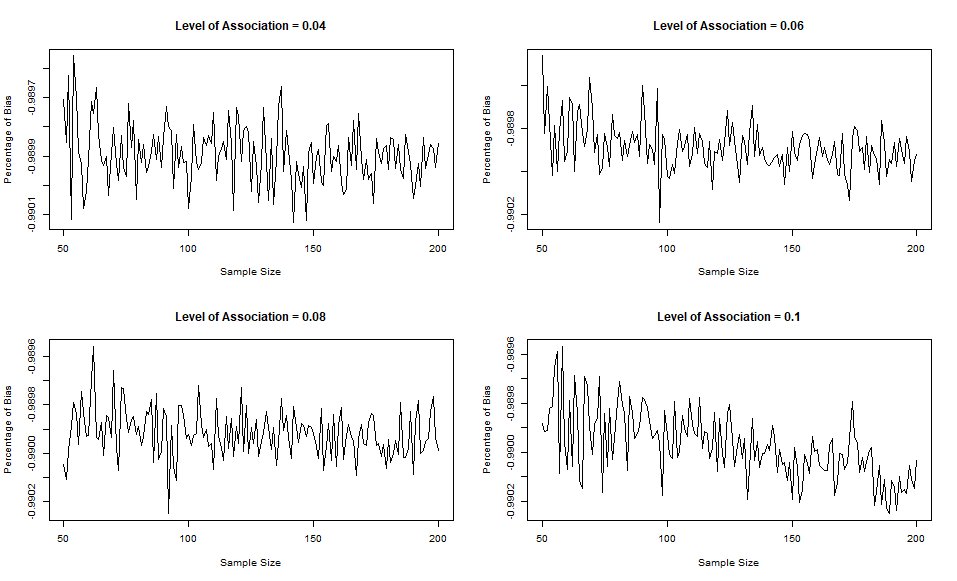 Level of Association = 0.04
Percentage of Bias
-0.9901
-0.9899
-0.9897
50
100
150
200
Sample Size
Level of Association = 0.06
Percentage of Bias
-0.9902
-0.9898
50
100
150
200
Sample Size
Level of Association = 0.08
Percentage of Bias
-0.9902
-0.9900
-0.9898
-0.9896
50
100
150
200
Sample Size
Level of Association = 0.1
Percentage of Bias
-0.9902
-0.9900
-0.9898
-0.9896
50
100
150
200
Sample Size